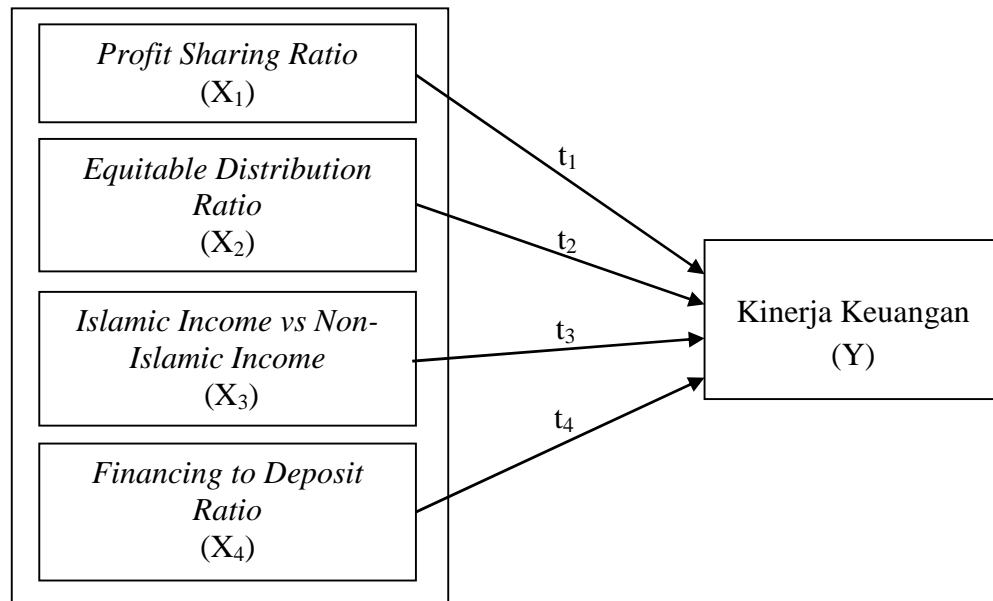 Profit Sharing Ratio
(X₁)
t₁
Equitable Distribution
Ratio
(X₂)
t₂
Kinerja Keuangan
(Y)
Islamic Income vs Non-
Islamic Income
(X₃)
t₃
Financing to Deposit
Ratio
(X₄)
t₄